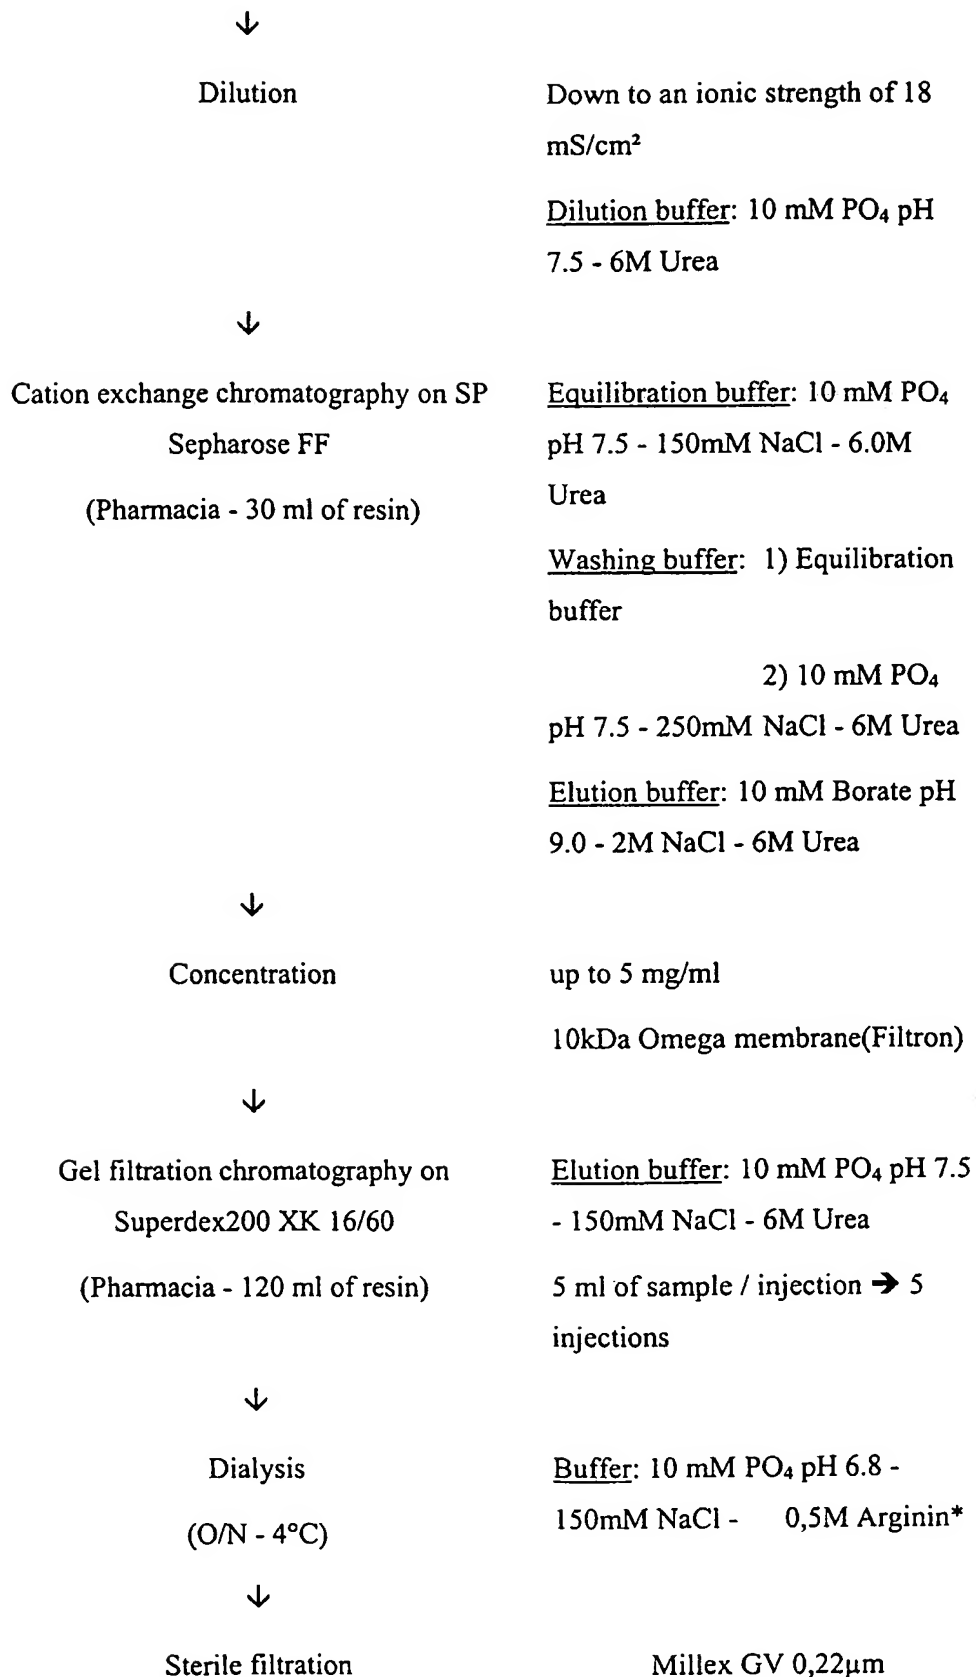 ↓
Dilution
Down to an ionic strength of 18
mS/cm²
Dilution buffer: 10 mM PO₄ pH
7.5 - 6M Urea
↓
Cation exchange chromatography on SP
Sepharose FF
(Pharmacia - 30 ml of resin)
Equilibration buffer: 10 mM PO₄
pH 7.5 - 150mM NaCl - 6.0M
Urea
Washing buffer: 1) Equilibration
buffer
2) 10 mM PO₄
pH 7.5 - 250mM NaCl - 6M Urea
Elution buffer: 10 mM Borate pH
9.0 - 2M NaCl - 6M Urea
↓
Concentration
up to 5 mg/ml
10kDa Omega membrane(Filtron)
↓
Gel filtration chromatography on
Superdex200 XK 16/60
(Pharmacia - 120 ml of resin)
Elution buffer: 10 mM PO₄ pH 7.5
- 150mM NaCl - 6M Urea
5 ml of sample / injection ➔ 5
injections
↓
Dialysis
(O/N - 4°C)
Buffer: 10 mM PO₄ pH 6.8 -
150mM NaCl - 0,5M Arginin*
↓
Sterile filtration
Millex GV 0,22µm